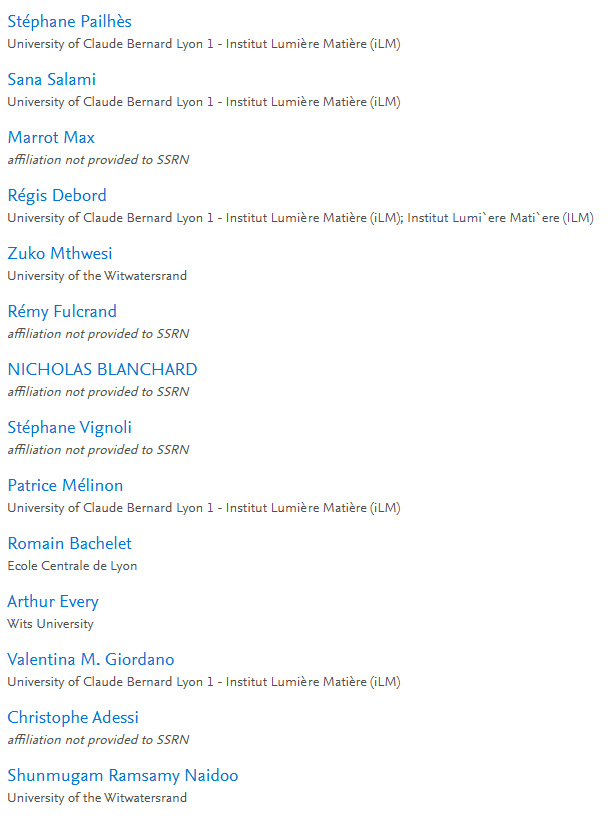 Stéphane Pailhès
University of Claude Bernard Lyon 1 - Institut Lumière Matière (iLM)
Sana Salami
University of Claude Bernard Lyon 1 - Institut Lumière Matière (iLM)
Marrot Max
affiliation not provided to SSRN
Régis Debord
University of Claude Bernard Lyon 1 - Institut Lumière Matière (iLM); Institut Lumi`ere Mati`ere (ILM)
Zuko Mthwesi
University of the Witwatersrand
Rémy Fulcrand
affiliation not provided to SSRN
NICHOLAS BLANCHARD
affiliation not provided to SSRN
Stéphane Vignoli
affiliation not provided to SSRN
Patrice Mélinon
University of Claude Bernard Lyon 1 - Institut Lumière Matière (iLM)
Romain Bachelet
Ecole Centrale de Lyon
Arthur Every
Wits University
Valentina M. Giordano
University of Claude Bernard Lyon 1 - Institut Lumière Matière (iLM)
Christophe Adessi
affiliation not provided to SSRN
Shunmugam Ramsamy Naidoo
University of the Witwatersrand